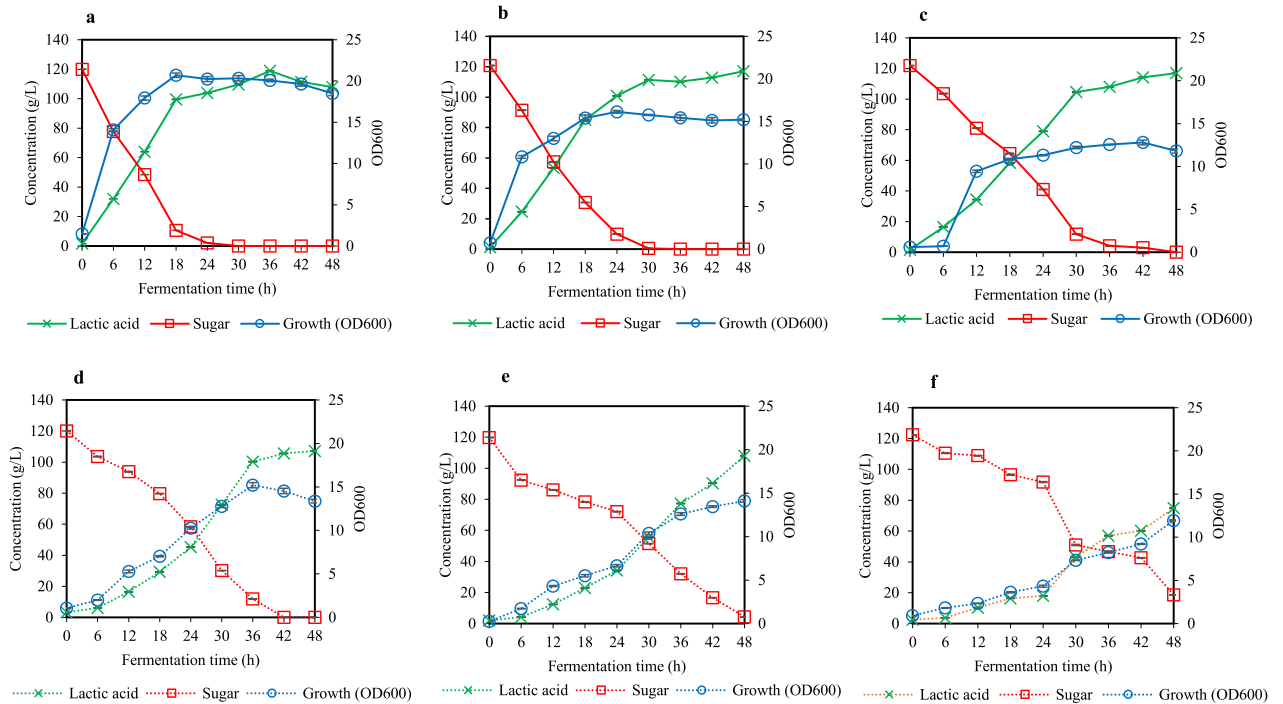 a
140
120
100
80
60
40
20
0
Concentration (g/L)
25
20
15
10
5
0
OD600
0 6 12 18 24 30 36 42 48
Fermentation time (h)
Lactic acid Sugar Growth (OD600)
b
140
120
100
80
60
40
20
0
Concentration (g/L)
25
20
15
10
5
0
OD600
0 6 12 18 24 30 36 42 48
Fermentation time (h)
Lactic acid Sugar Growth (OD600)
c
140
120
100
80
60
40
20
0
Concentration (g/L)
25
20
15
10
5
0
OD600
0 6 12 18 24 30 36 42 48
Fermentation time (h)
Lactic acid Sugar Growth (OD600)
d
140
120
100
80
60
40
20
0
Concentration (g/L)
25
20
15
10
5
0
OD600
0 6 12 18 24 30 36 42 48
Fermentation time (h)
Lactic acid Sugar Growth (OD600)
e
140
120
100
80
60
40
20
0
Concentration (g/L)
25
20
15
10
5
0
OD600
0 6 12 18 24 30 36 42 48
Fermentation time (h)
Lactic acid Sugar Growth (OD600)
f
140
120
100
80
60
40
20
0
Concentration (g/L)
25
20
15
10
5
0
OD600
0 6 12 18 24 30 36 42 48
Fermentation time (h)
Lactic acid Sugar Growth (OD600)